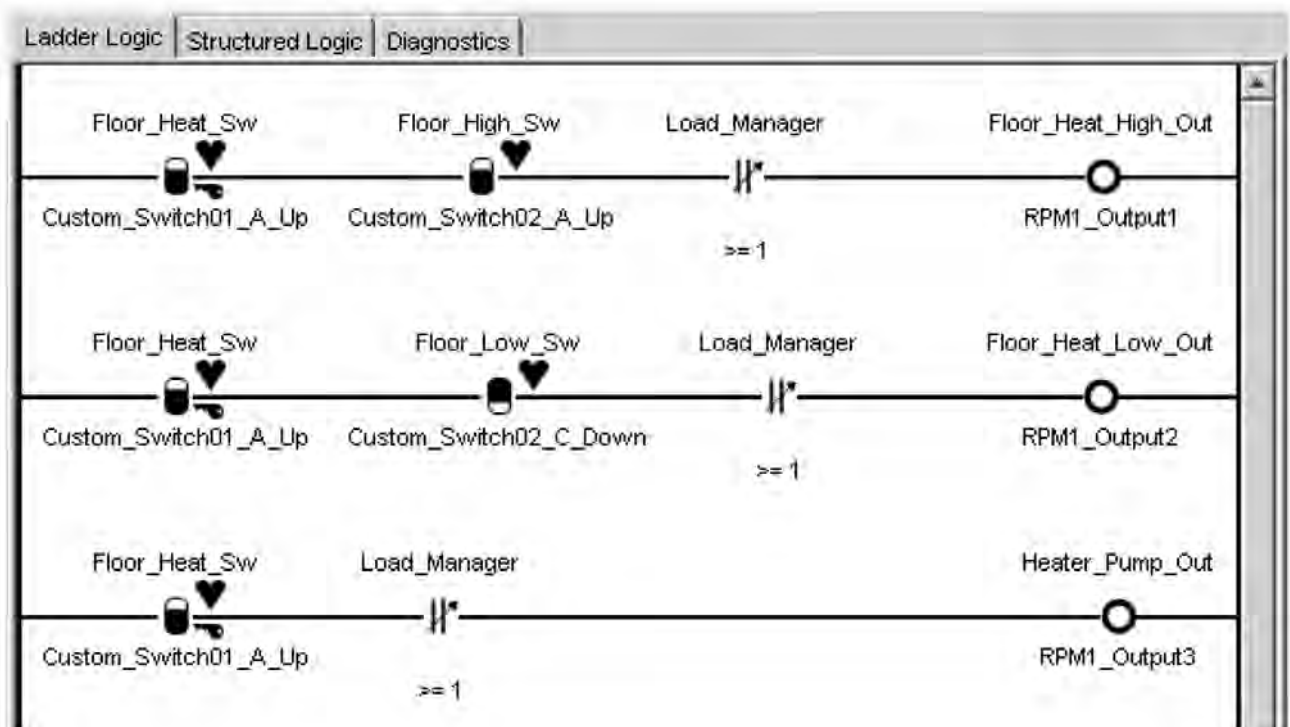 Ladder Logic Structured Logic Diagnostics
Floor_Heat_Sw Floor_High_Sw Load_Manager Floor_Heat_High_Out
Custom_Switch01_A_Up Custom_Switch02_A_Up RPM1_Output1
>= 1
Floor_Heat_Sw Floor_Low_Sw Load_Manager Floor_Heat_Low_Out
Custom_Switch01_A_Up Custom_Switch02_C_Down RPM1_Output2
>= 1
Floor_Heat_Sw Load_Manager Heater_Pump_Out
Custom_Switch01_A_Up RPM1_Output3
>= 1